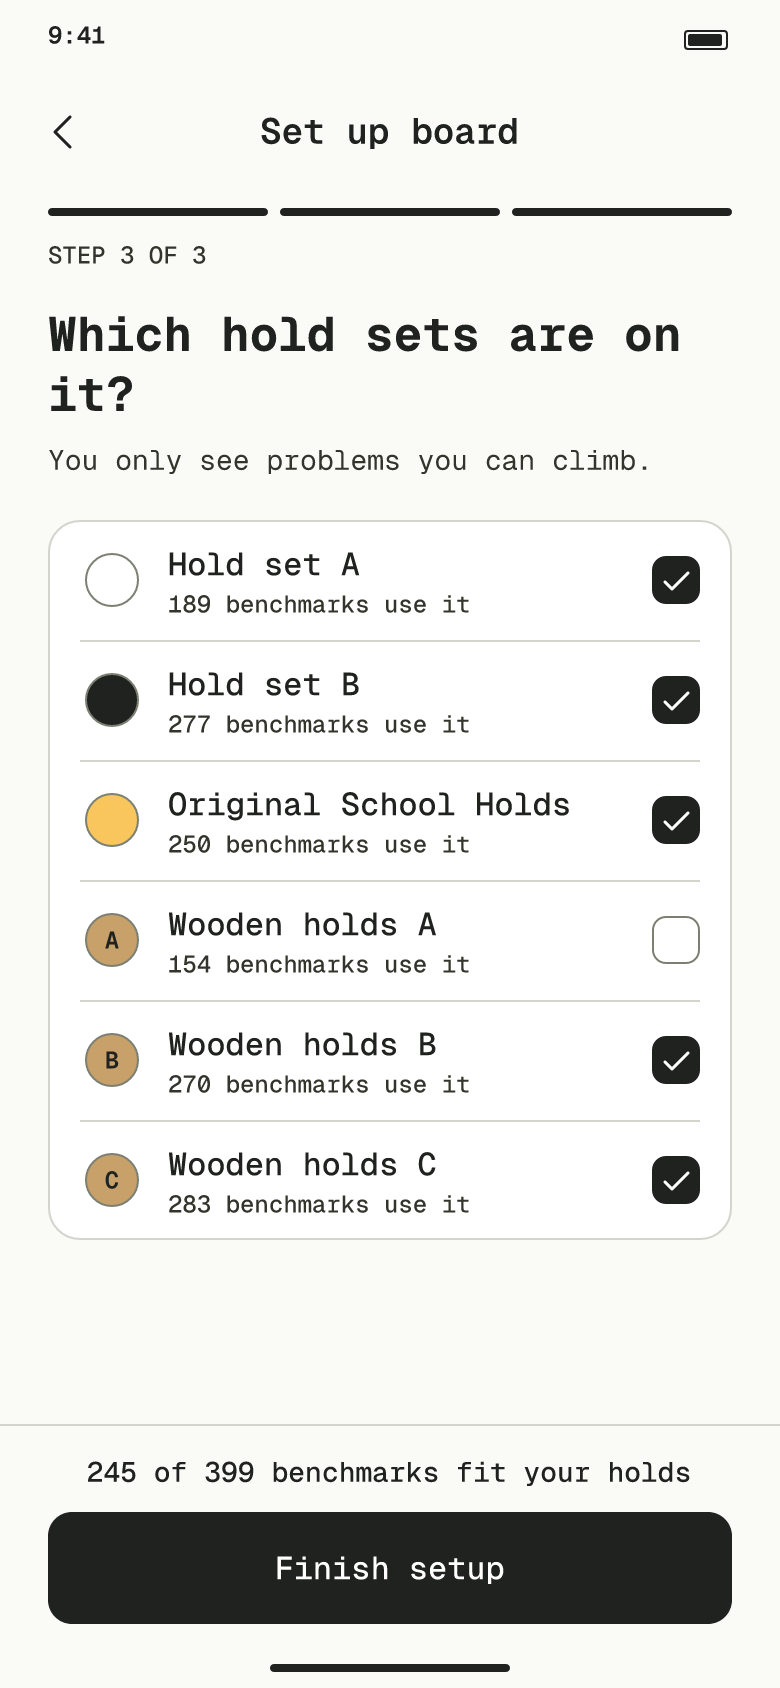 9:41
Set up board
STEP 3 OF 3
Which hold sets are on
it?
You only see problems you can climb.
Hold set A
189 benchmarks use it
Hold set B
277 benchmarks use it
Original School Holds
250 benchmarks use it
A
Wooden holds A
154 benchmarks use it
B
Wooden holds B
270 benchmarks use it
C
Wooden holds C
283 benchmarks use it
245 of 399 benchmarks fit your holds
Finish setup